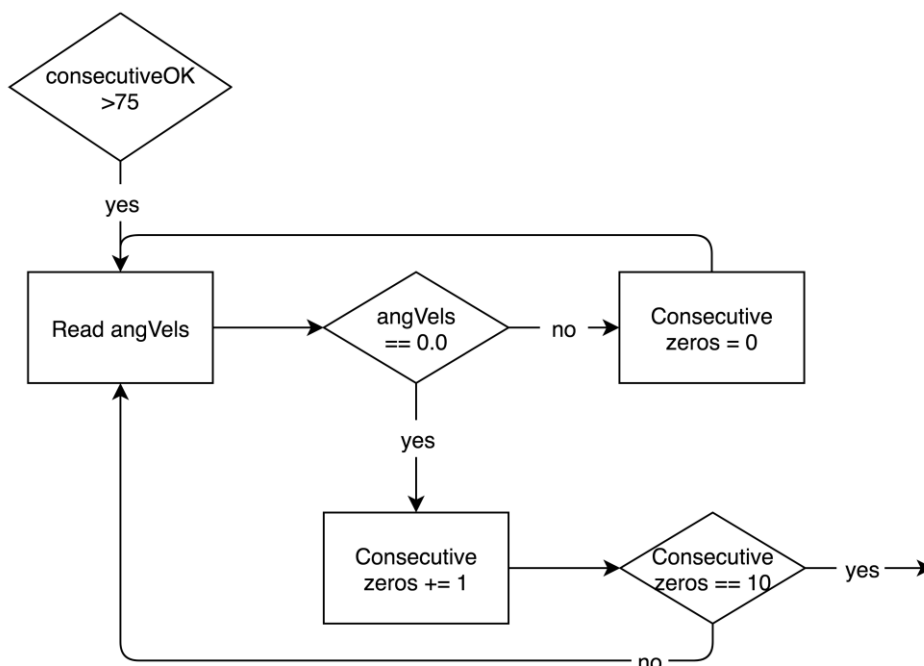 consecutiveOK
>75
yes
Read angVels
angVels
== 0.0
no
Consecutive
zeros = 0
yes
Consecutive
zeros += 1
Consecutive
zeros == 10
yes
no